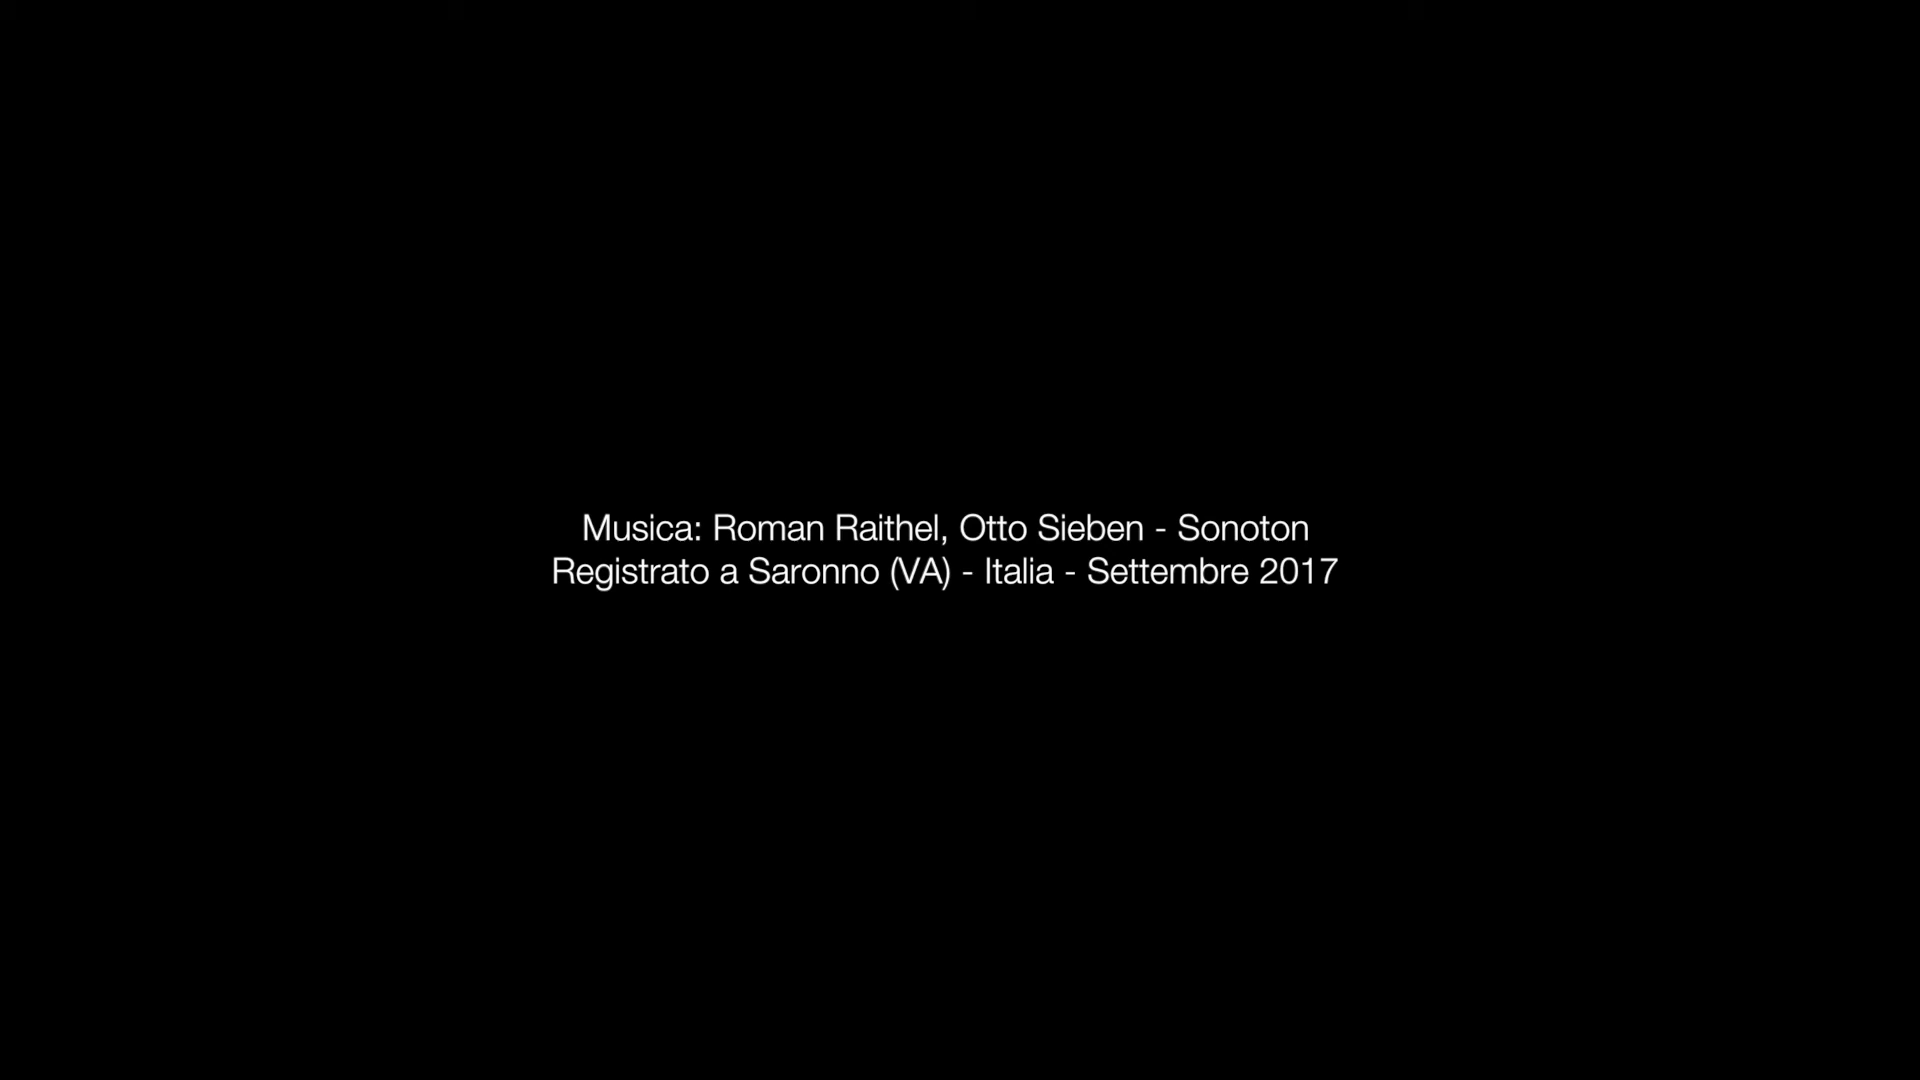 Musica: Roman Raithel, Otto Sieben - Sonoton
Registrato a Saronno (VA) - Italia - Settembre 2017